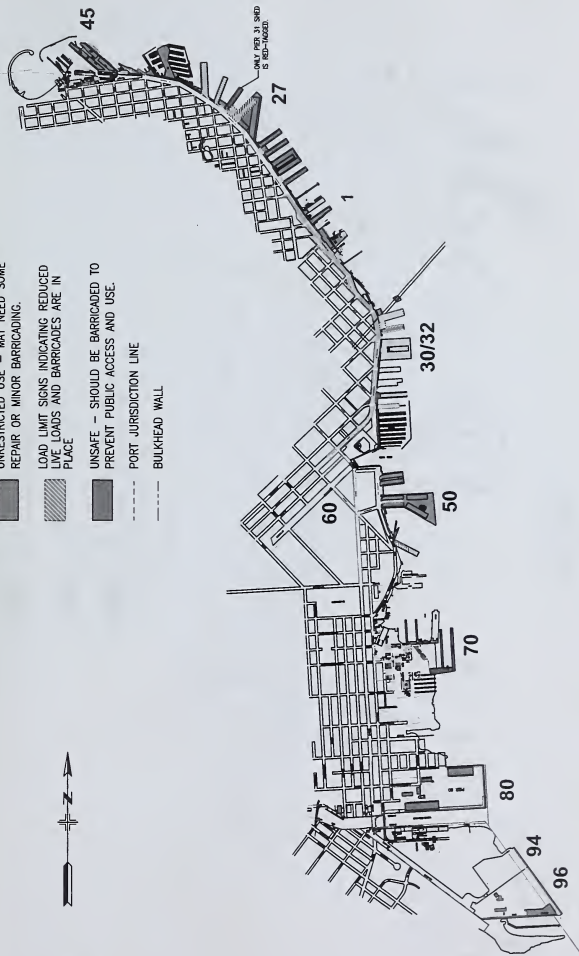 UNRESTRICTED USE – MAY NEED SOME
REPAIR OR MINOR BARRICADING.
LOAD LIMIT SIGNS INDICATING REDUCED
LIVE LOADS AND BARRICADES ARE IN
PLACE
UNSAFE – SHOULD BE BARRICADED TO
PREVENT PUBLIC ACCESS AND USE.
PORT JURISDICTION LINE
BULKHEAD WALL
N
45
ONLY PIER 31 SHED
IS RED-TAGGED.
27
1
30/32
60
50
70
80
94
96